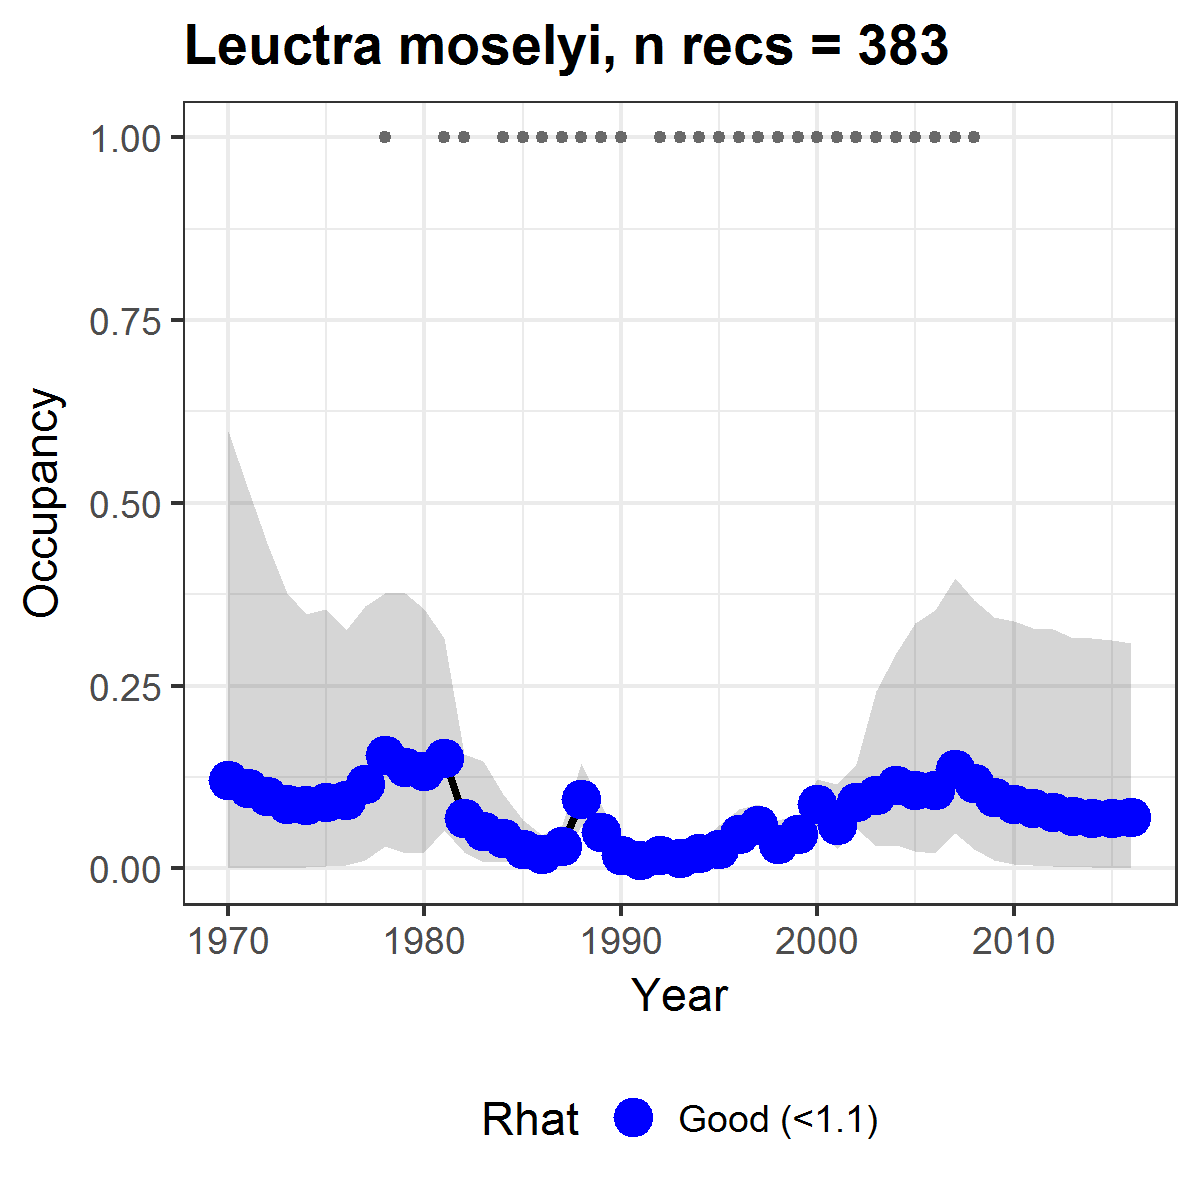 Leuctra moselyi, n recs = 383
1.00
0.75
0.50
0.25
0.00
Occupancy
1970 1980 1990 2000 2010
Year
Rhat Good (<1.1)